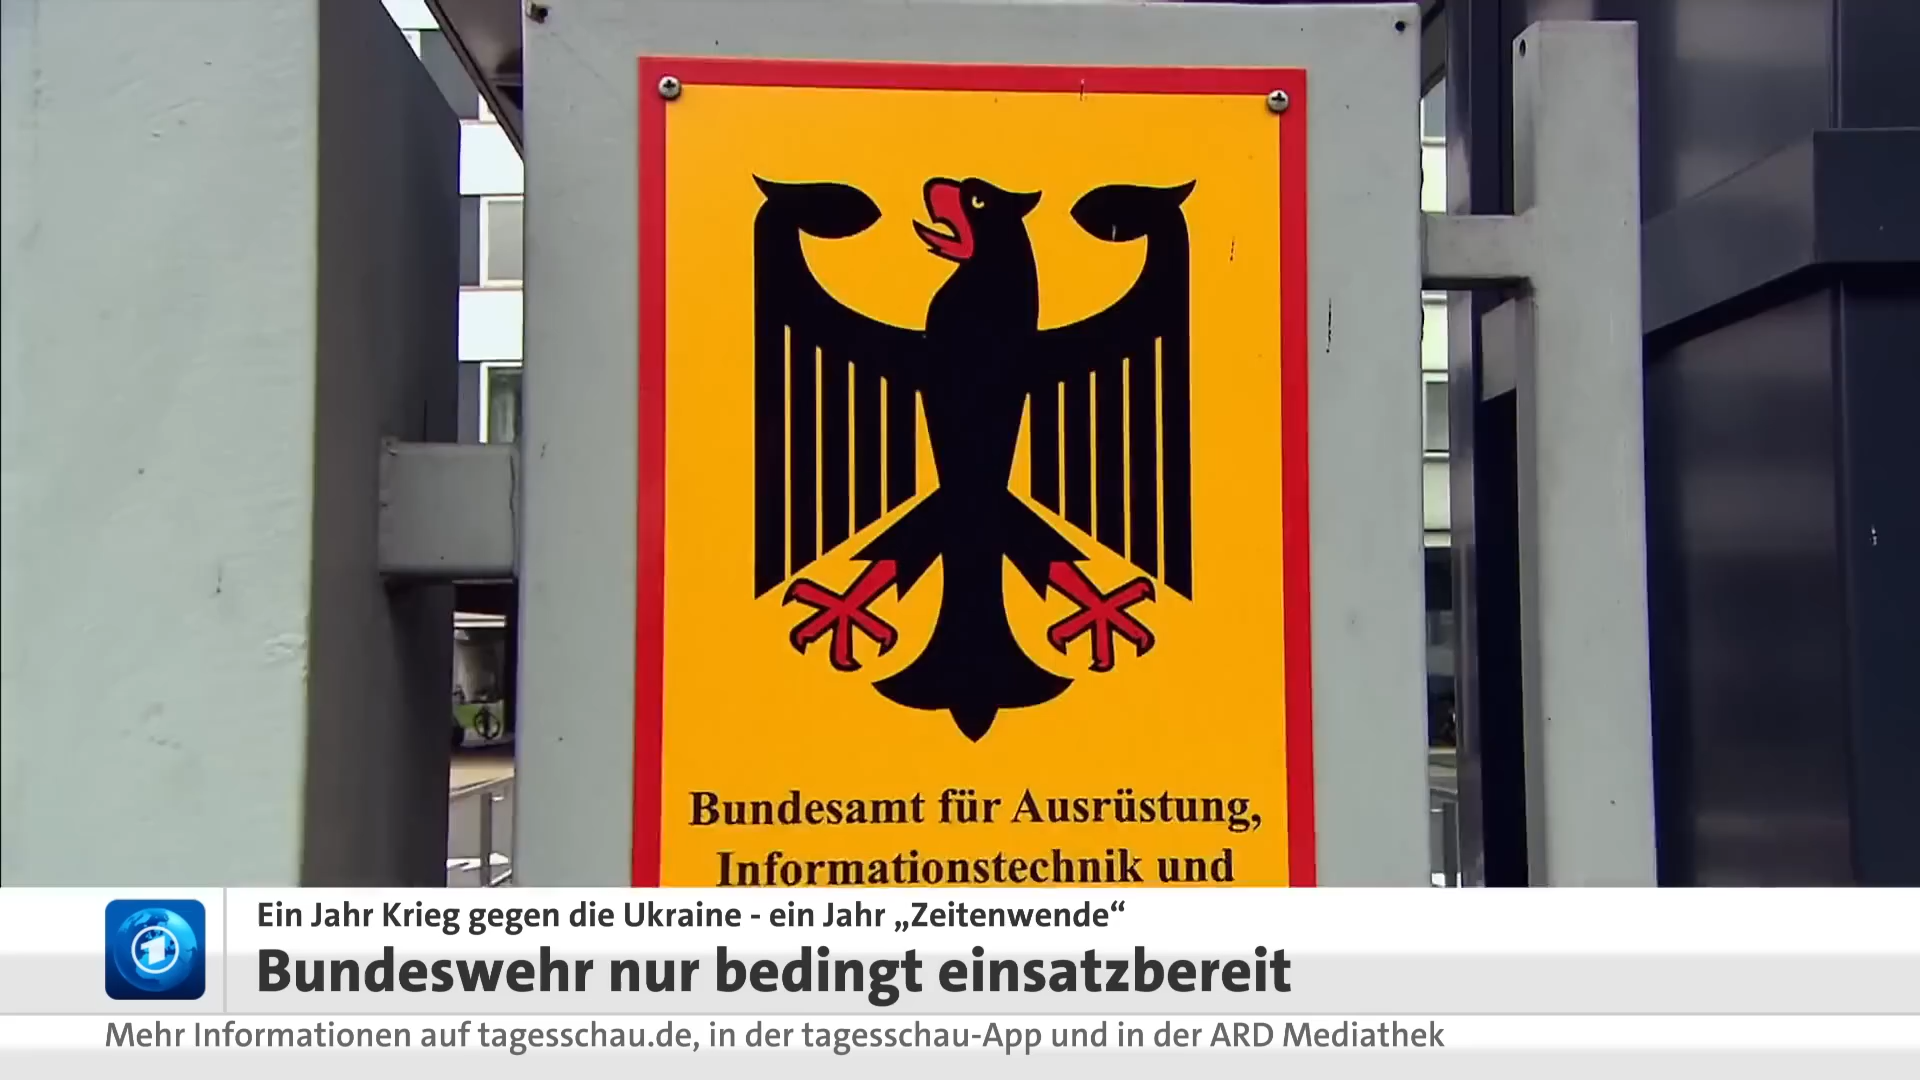 Bundesamt für Ausrüstung,
Informationstechnik und
1
Ein Jahr Krieg gegen die Ukraine - ein Jahr „Zeitenwende“
Bundeswehr nur bedingt einsatzbereit
Mehr Informationen auf tagesschau.de, in der tagesschau-App und in der ARD Mediathek